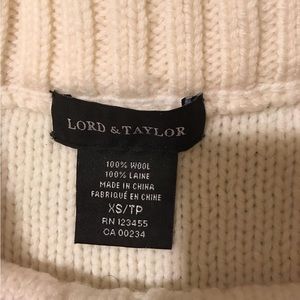 LORD & TAYLOR
100% WOOL
100% LAINE
MADE IN CHINA
FABRIQUÉ EN CHINE
XS/TP
RN 123455
CA 00234